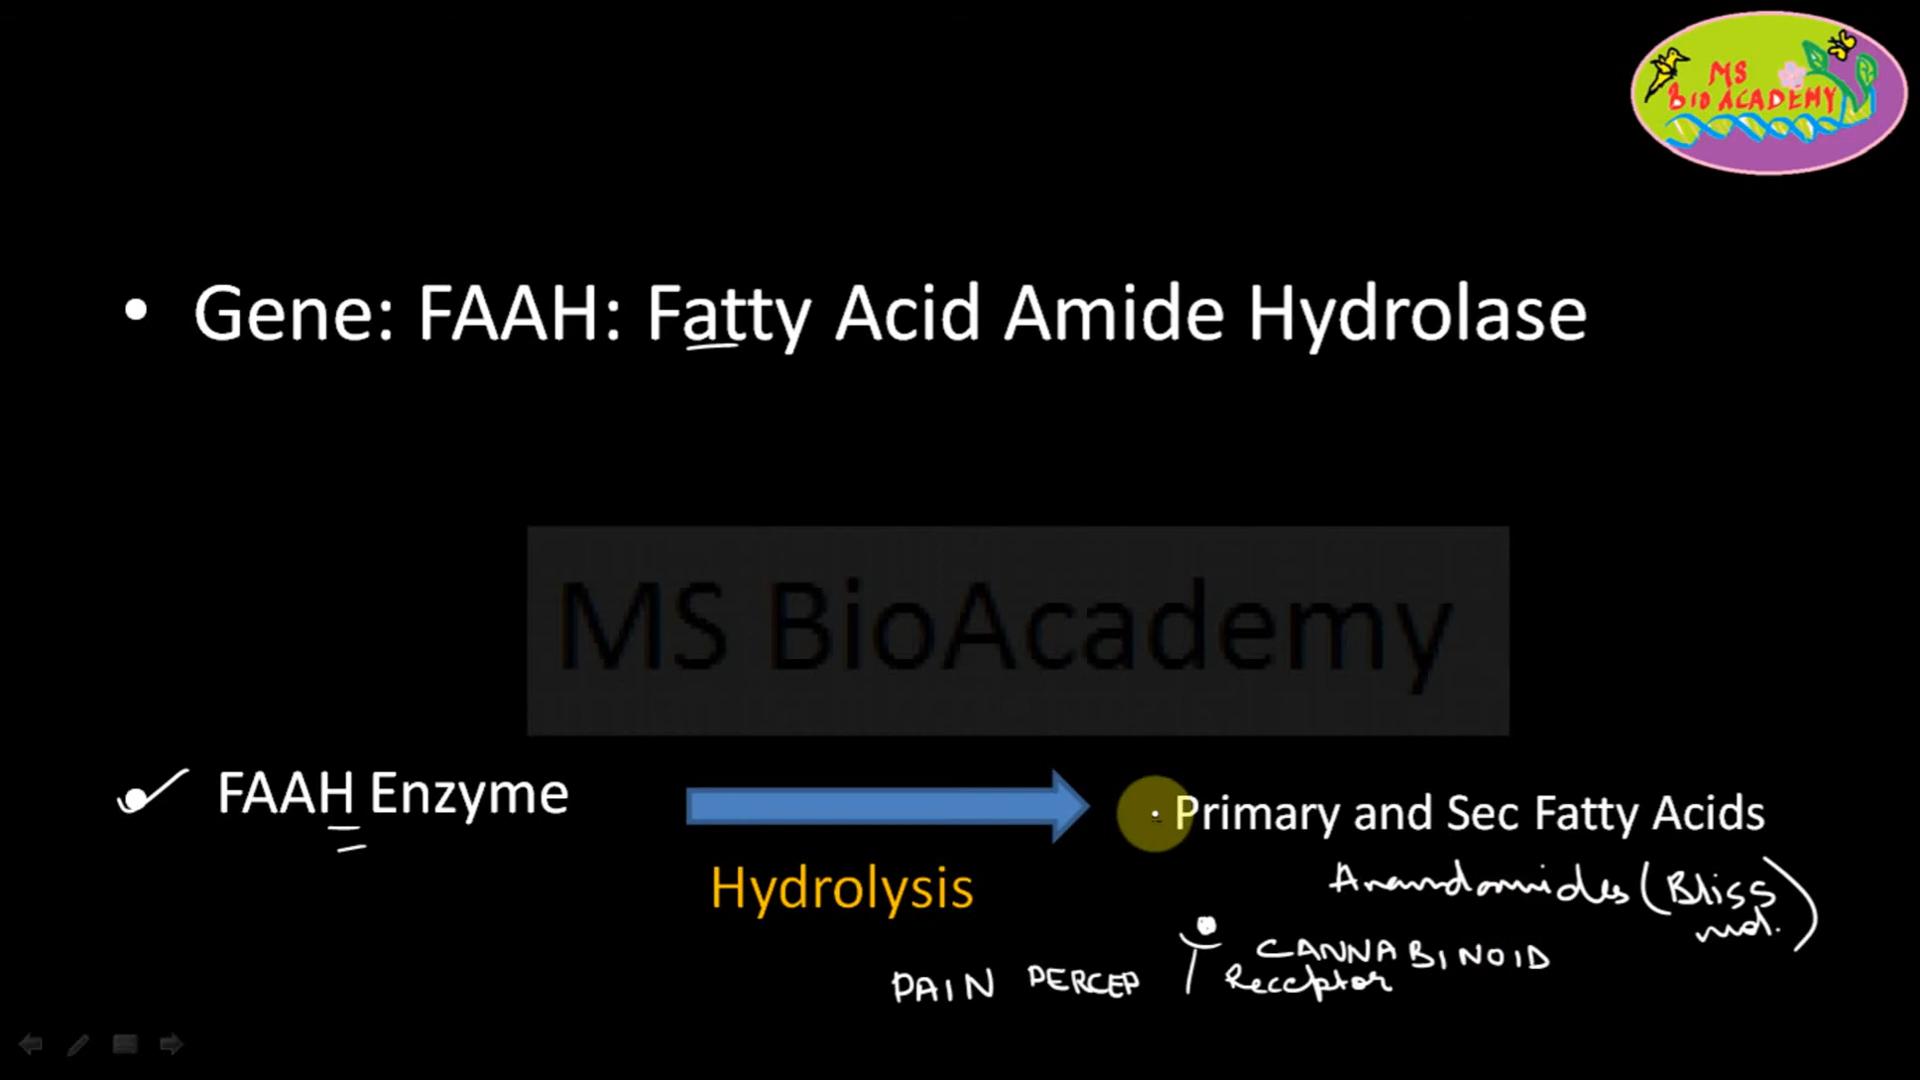 MS
BIO ACADEMY
• Gene: FAAH: Fatty Acid Amide Hydrolase
MS BioAcademy
FAAH Enzyme
Primary and Sec Fatty Acids
Hydrolysis
Anandamides (Bliss
mol.)
CANNABINOID
Receptor
PAIN PERCEP